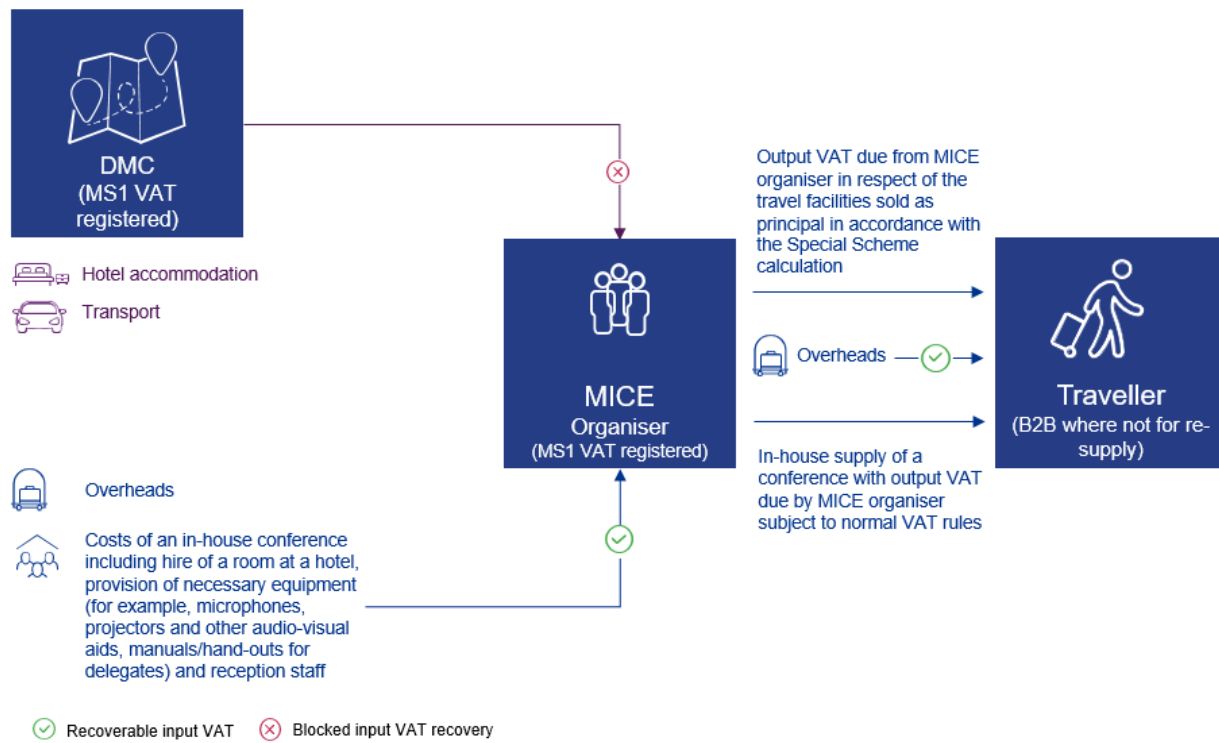 DMC
(MS1 VAT
registered)
Hotel accommodation
Transport
Overheads
Costs of an in-house conference
including hire of a room at a hotel,
provision of necessary equipment
(for example, microphones,
projectors and other audio-visual
aids, manuals/hand-outs for
delegates) and reception staff
MICE
Organiser
(MS1 VAT registered)
Output VAT due from MICE
organiser in respect of the
travel facilities sold as
principal in accordance with
the Special Scheme
calculation
Overheads
In-house supply of a
conference with output VAT
due by MICE organiser
subject to normal VAT rules
Traveller
(B2B where not for re-
supply)
Recoverable input VAT
Blocked input VAT recovery